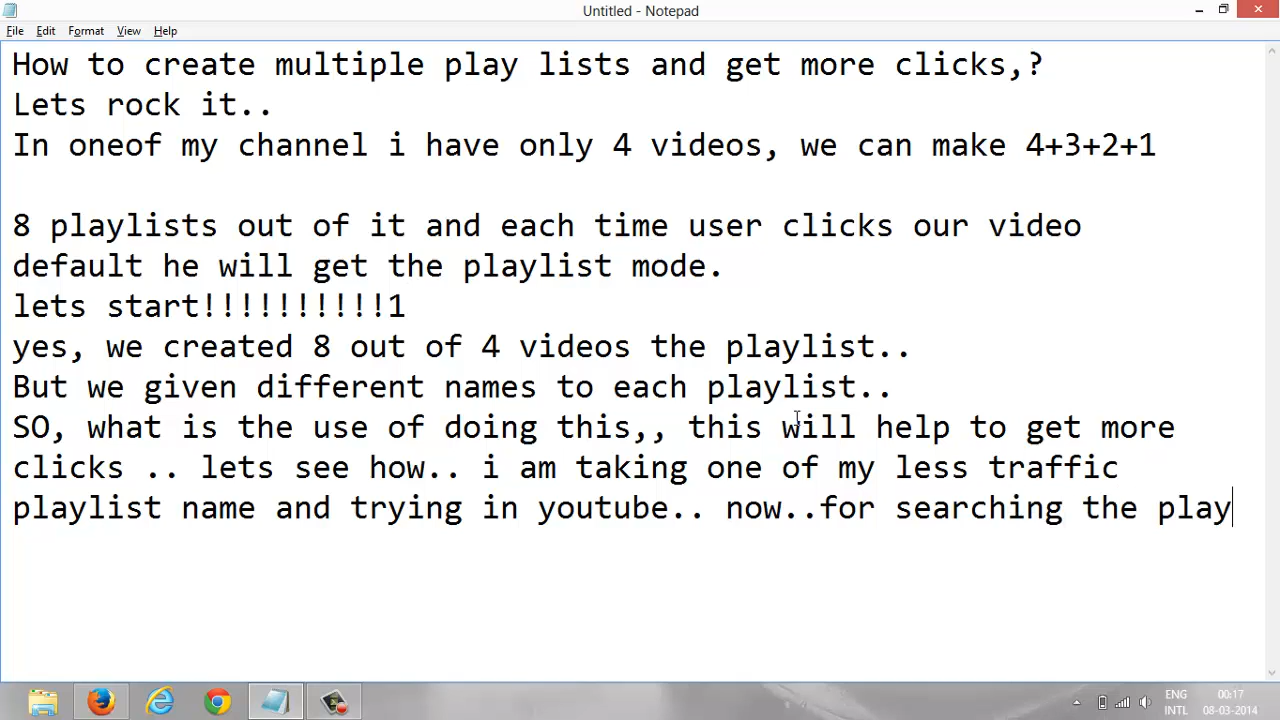 Untitled - Notepad
File Edit Format View Help
How to create multiple play lists and get more clicks,?
Lets rock it..
In oneof my channel i have only 4 videos, we can make 4+3+2+1
8 playlists out of it and each time user clicks our video
default he will get the playlist mode.
lets start!!!!!!!!!!1
yes, we created 8 out of 4 videos the playlist..
But we given different names to each playlist..
SO, what is the use of doing this,, this will help to get more
clicks .. lets see how.. i am taking one of my less traffic
playlist name and trying in youtube.. now..for searching the play
ENG 00:17
INTL 08-03-2014